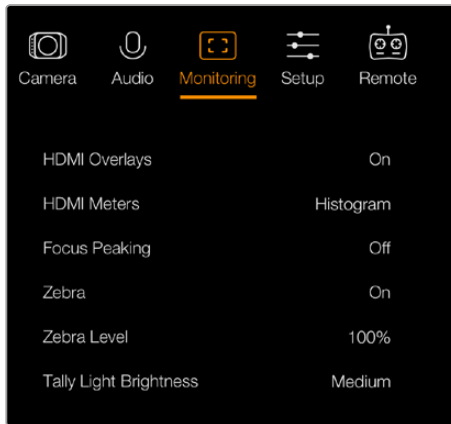 Camera Audio Monitoring Setup Remote
HDMI Overlays On
HDMI Meters Histogram
Focus Peaking Off
Zebra On
Zebra Level 100%
Tally Light Brightness Medium